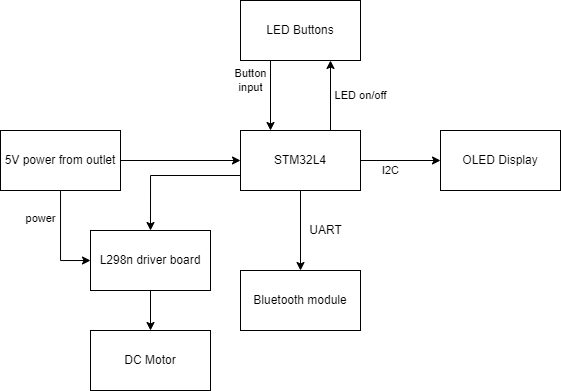 LED Buttons
Button
input
LED on/off
5V power from outlet
STM32L4
I2C
OLED Display
power
UART
L298n driver board
Bluetooth module
DC Motor